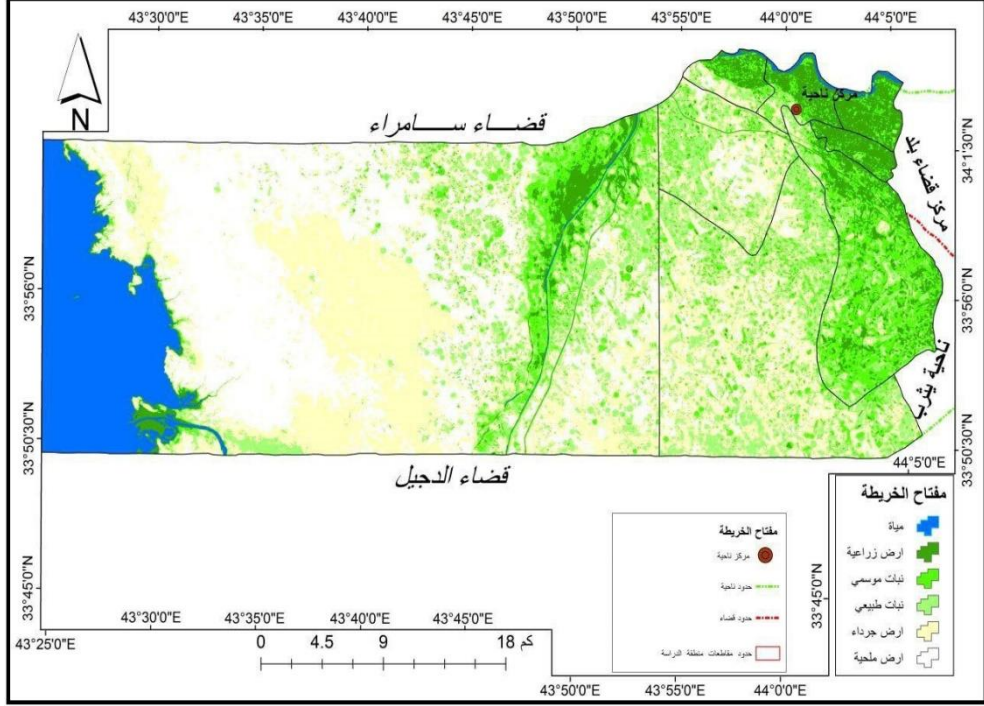 43°30'0"E 43°35'0"E 43°40'0"E 43°45'0"E 43°50'0"E 43°55'0"E 44°0'0"E 44°5'0"E
N
قضاء سامراء
مركز ناحية
مركز قضاء بلد
ناحية يثرب
قضاء الدجيل
34°1'30"N
33°56'0"N
33°56'0"N
33°50'30"N
33°50'30"N
44°5'0"E
33°45'0"N
33°45'0"N
43°30'0"E 43°35'0"E 43°40'0"E 43°45'0"E
43°25'0"E
0 4.5 9 18 كم
43°50'0"E 43°55'0"E 44°0'0"E
مفتاح الخريطة
مركز ناحية
حدود ناحية
حدود قضاء
حدود مقاطعات منطقة الدراسة
مفتاح الخريطة
مياة
ارض زراعية
نبات موسمي
نبات طبيعي
ارض جرداء
ارض ملحية